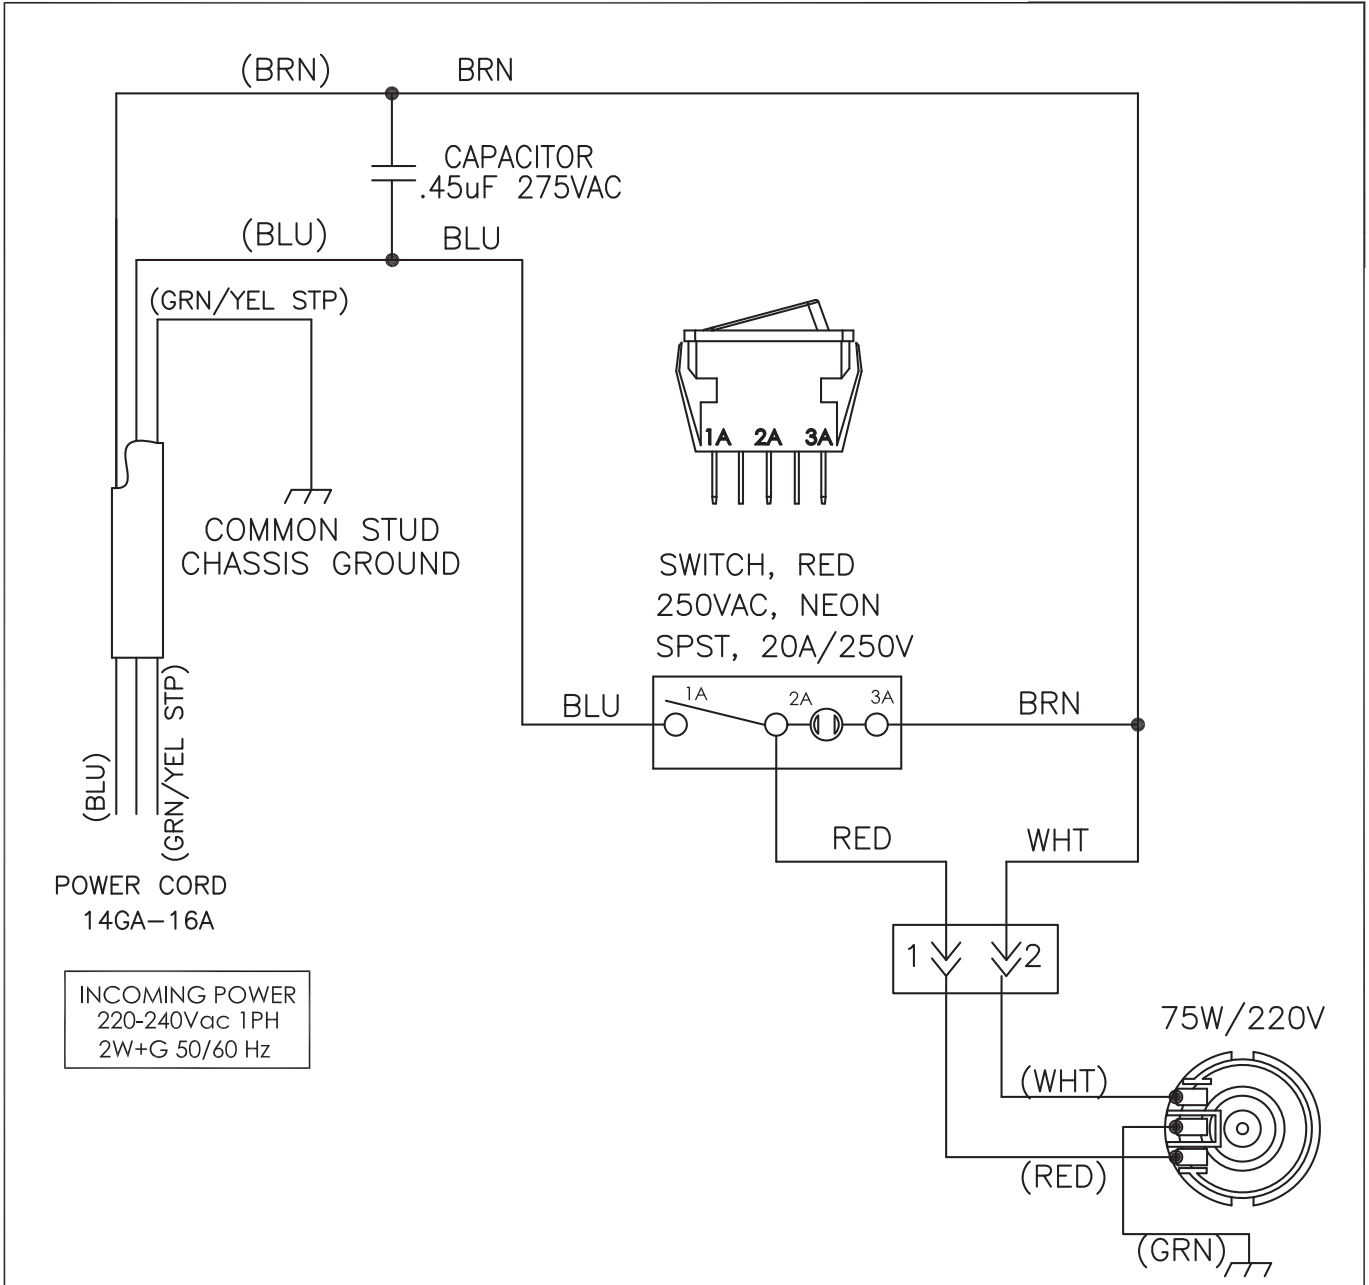 (BRN)
BRN
CAPACITOR
.45uF 275VAC
(BLU)
BLU
(GRN/YEL STP)
COMMON STUD
CHASSIS GROUND
1A 2A 3A
SWITCH, RED
250VAC, NEON
SPST, 20A/250V
BLU
1A
2A
3A
BRN
(BLU)
(GRN/YEL STP)
RED
WHT
POWER CORD
14GA-16A
1
2
INCOMING POWER
220-240Vac 1PH
2W+G 50/60 Hz
75W/220V
(WHT)
(RED)
(GRN)